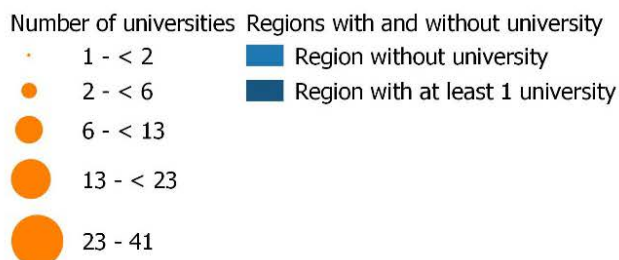 Number of universities Regions with and without university
1 - < 2 Region without university
2 - < 6 Region with at least 1 university
6 - < 13
13 - < 23
23 - 41